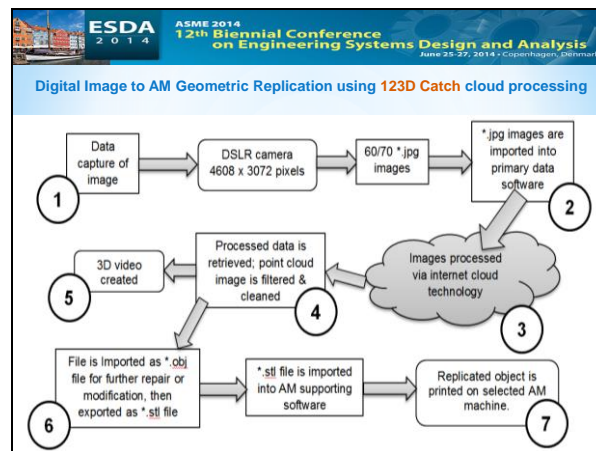 ESDA
2014
ASME 2014
12th Biennial Conference
on Engineering Systems Design and Analysis
June 25-27, 2014 • Copenhagen, Denmark
Digital Image to AM Geometric Replication using 123D Catch cloud processing
Data
capture of
image
1
DSLR camera
4608 x 3072 pixels
60/70 *.jpg
images
*.jpg images are
imported into
primary data
software
2
Images processed
via internet cloud
technology
3
Processed data is
retrieved; point cloud
image is filtered &
cleaned
4
3D video
created
5
File is Imported as *.obj
file for further repair or
modification, then
exported as *.stl file
6
*.stl file is imported
into AM supporting
software
Replicated object is
printed on selected AM
machine.
7